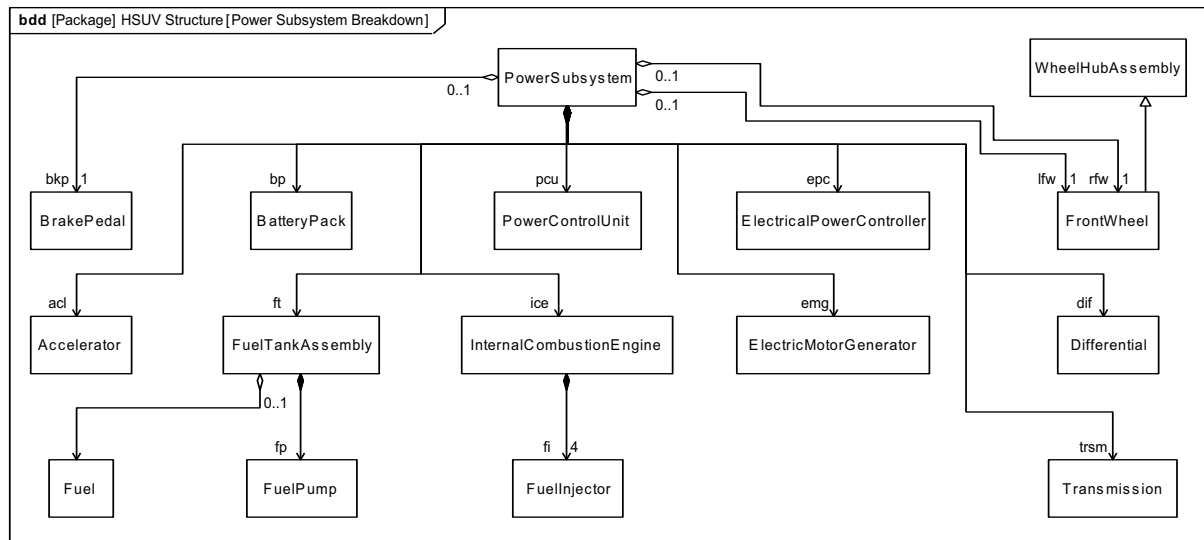 bdd [Package] HSUV Structure [Power Subsystem Breakdown]
PowerSubsystem
WheelHubAssembly
0..1
0..1
0..1
bkp 1
bp
pcu
epc
lfw 1
rfw 1
BrakePedal
BatteryPack
PowerControlUnit
ElectricalPowerController
FrontWheel
acl
ft
ice
emg
dif
Accelerator
FuelTankAssembly
InternalCombustionEngine
ElectricMotorGenerator
Differential
0..1
fp
fi 4
trsm
Fuel
FuelPump
FuelInjector
Transmission